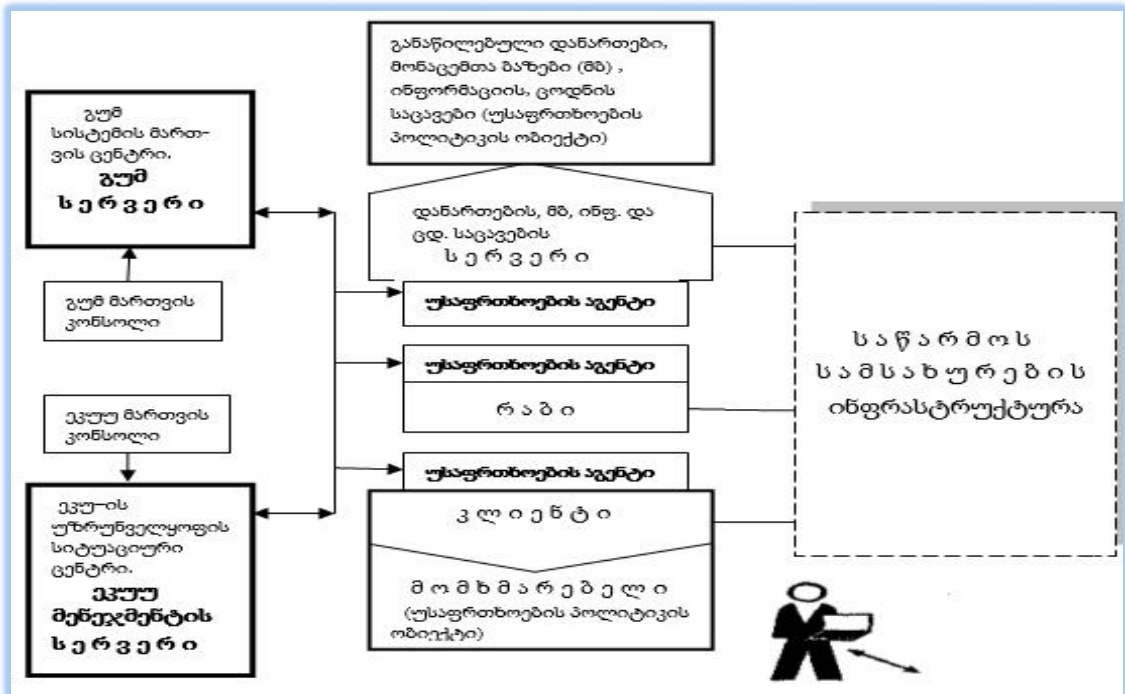 განაწილებული დანართები,
მონაცემთა ბაზები (მბ) ,
ინფორმაციის, ცოდნის
საცავები (უსაფრთხოების
პოლიტიკის ობიექტი)
გუმ
სისტემის მართ-
ვის ცენტრი.
გუმ
ს ე რ ვ ე რ ი
დანართების, მბ, ინფ. და
ცდ. საცავების
ს ე რ ვ ე რ ი
უსაფრთხოების აგენტი
გუმ მართვის
კონსოლი
უსაფრთხოების აგენტი
რ ა ბ ი
ს ა წ ა რ მ ო ს
ს ა მ ს ა ხ უ რ ე ბ ი ს
ინფრასტრუქტურა
ეკუუ მართვის
კონსოლი
უსაფრთხოების აგენტი
კ ლ ი ე ნ ტ ი
ეკუ–ის
უზრუნველყოფის
სიტუაციური
ცენტრი.
ეკუუ
მენეჯმენტის
ს ე რ ვ ე რ ი
მ ო მ ხ მ ა რ ე ბ ე ლ ი
(უსაფრთხოების პოლიტიკის
ობიექტი)